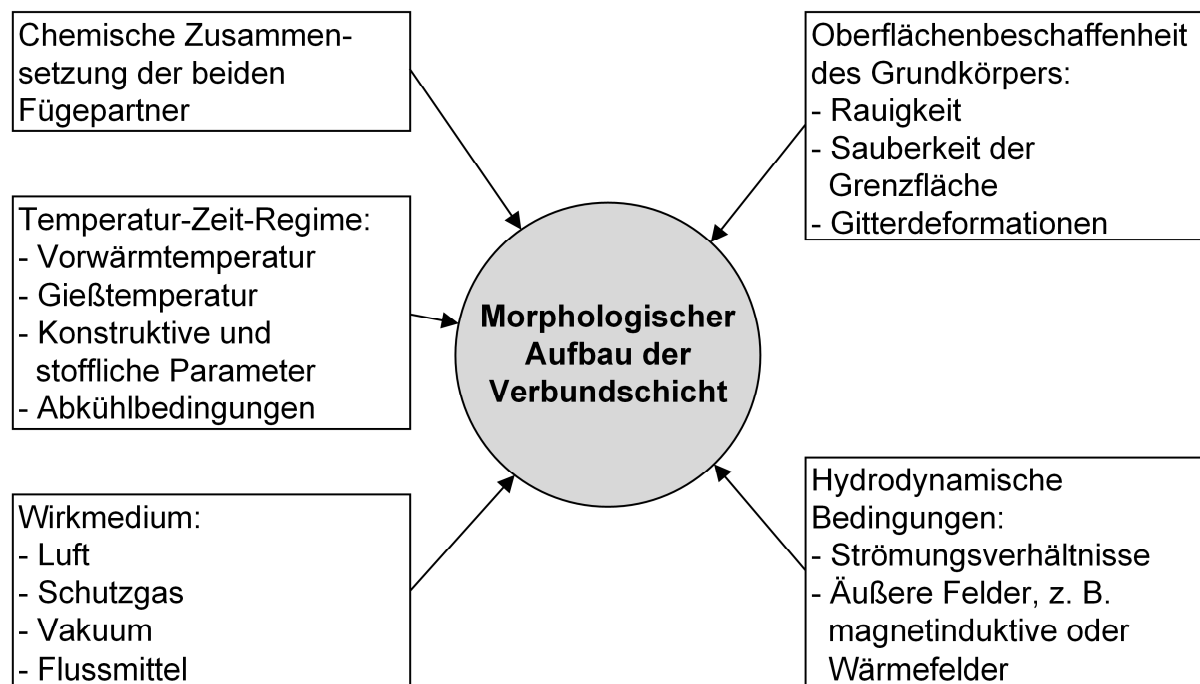 Chemische Zusammen-
setzung der beiden
Fügepartner
Temperatur-Zeit-Regime:
- Vorwärmtemperatur
- Gießtemperatur
- Konstruktive und
stoffliche Parameter
- Abkühlbedingungen
Wirkmedium:
- Luft
- Schutzgas
- Vakuum
- Flussmittel
Morphologischer
Aufbau der
Verbundschicht
Oberflächenbeschaffenheit
des Grundkörpers:
- Rauigkeit
- Sauberkeit der
Grenzfläche
- Gitterdeformationen
Hydrodynamische
Bedingungen:
- Strömungsverhältnisse
- Äußere Felder, z. B.
magnetinduktive oder
Wärmefelder